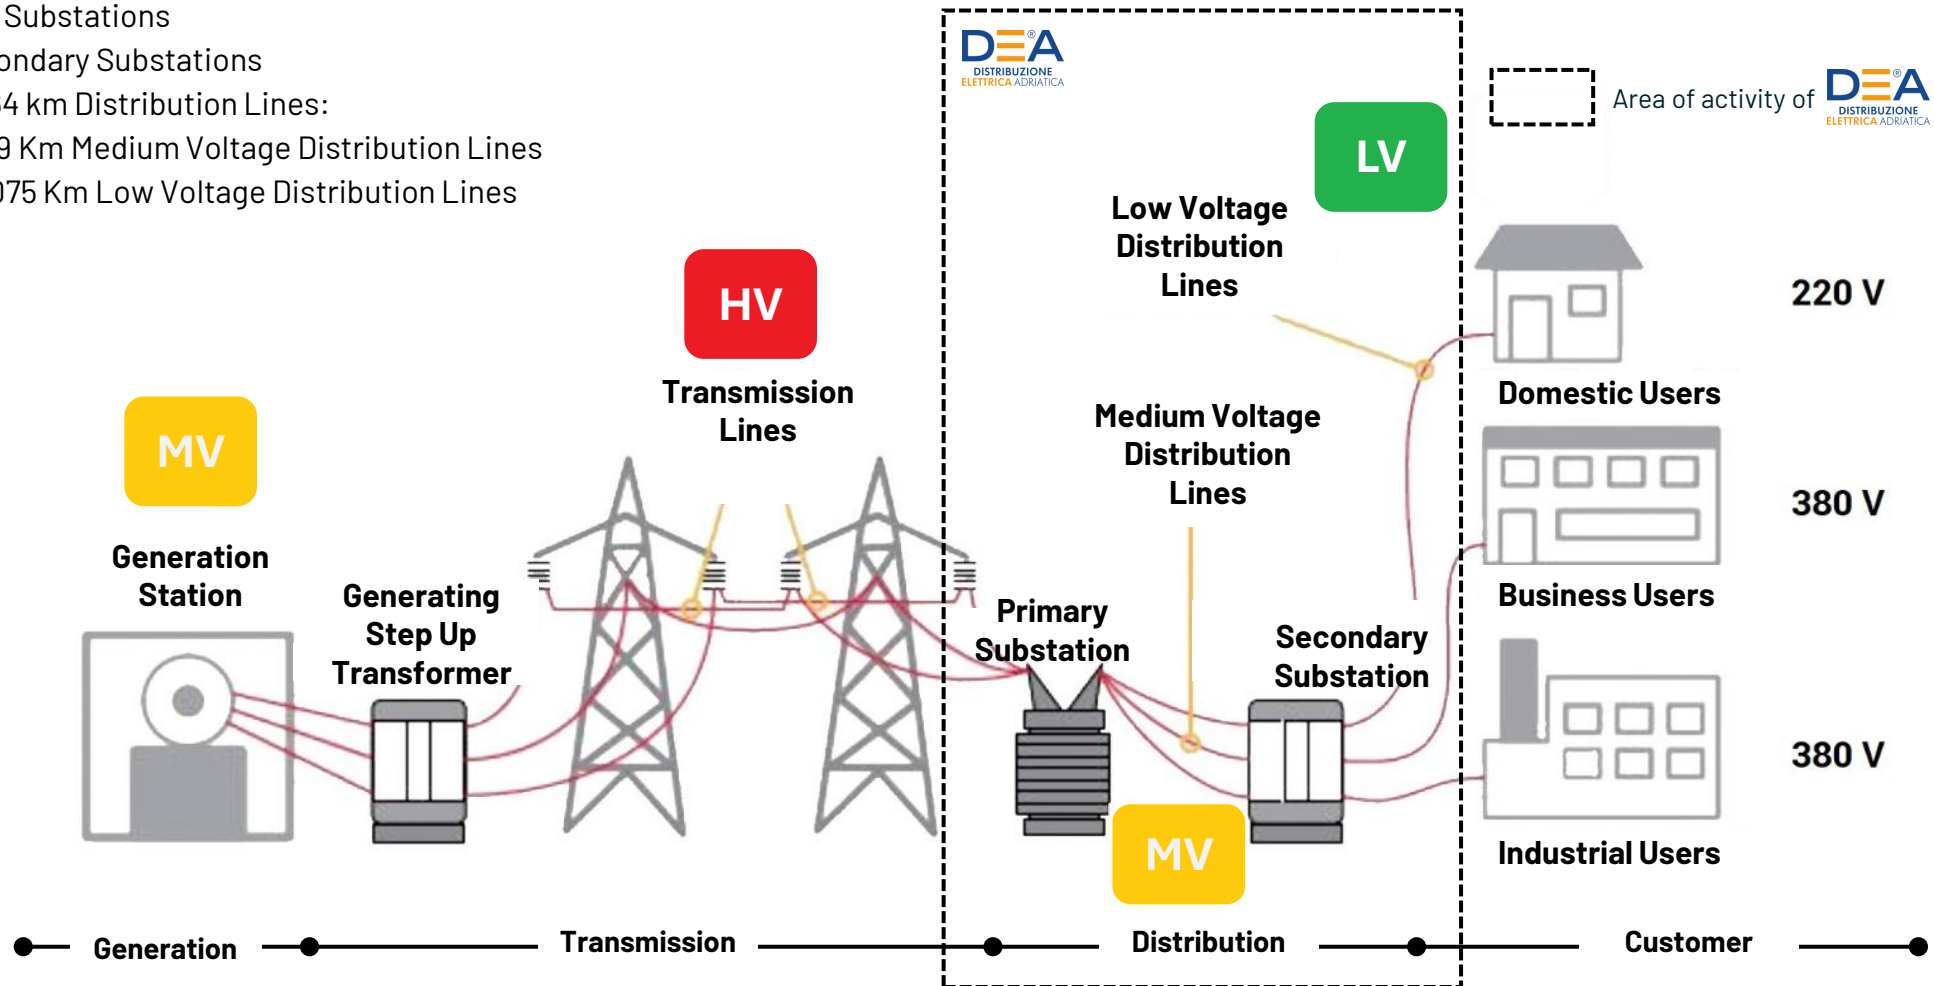 Substations
ondary Substations
64 km Distribution Lines:
9 Km Medium Voltage Distribution Lines
075 Km Low Voltage Distribution Lines
DEA®
DISTRIBUZIONE
ELETTRICA ADRIATICA
Area of activity of
DEA®
DISTRIBUZIONE
ELETTRICA ADRIATICA
LV
Low Voltage
Distribution
Lines
HV
Transmission
Lines
220 V
Domestic Users
MV
Medium Voltage
Distribution
Lines
380 V
Generation
Station
Generating
Step Up
Transformer
Primary
Substation
Business Users
Secondary
Substation
380 V
MV
Industrial Users
Generation
Transmission
Distribution
Customer